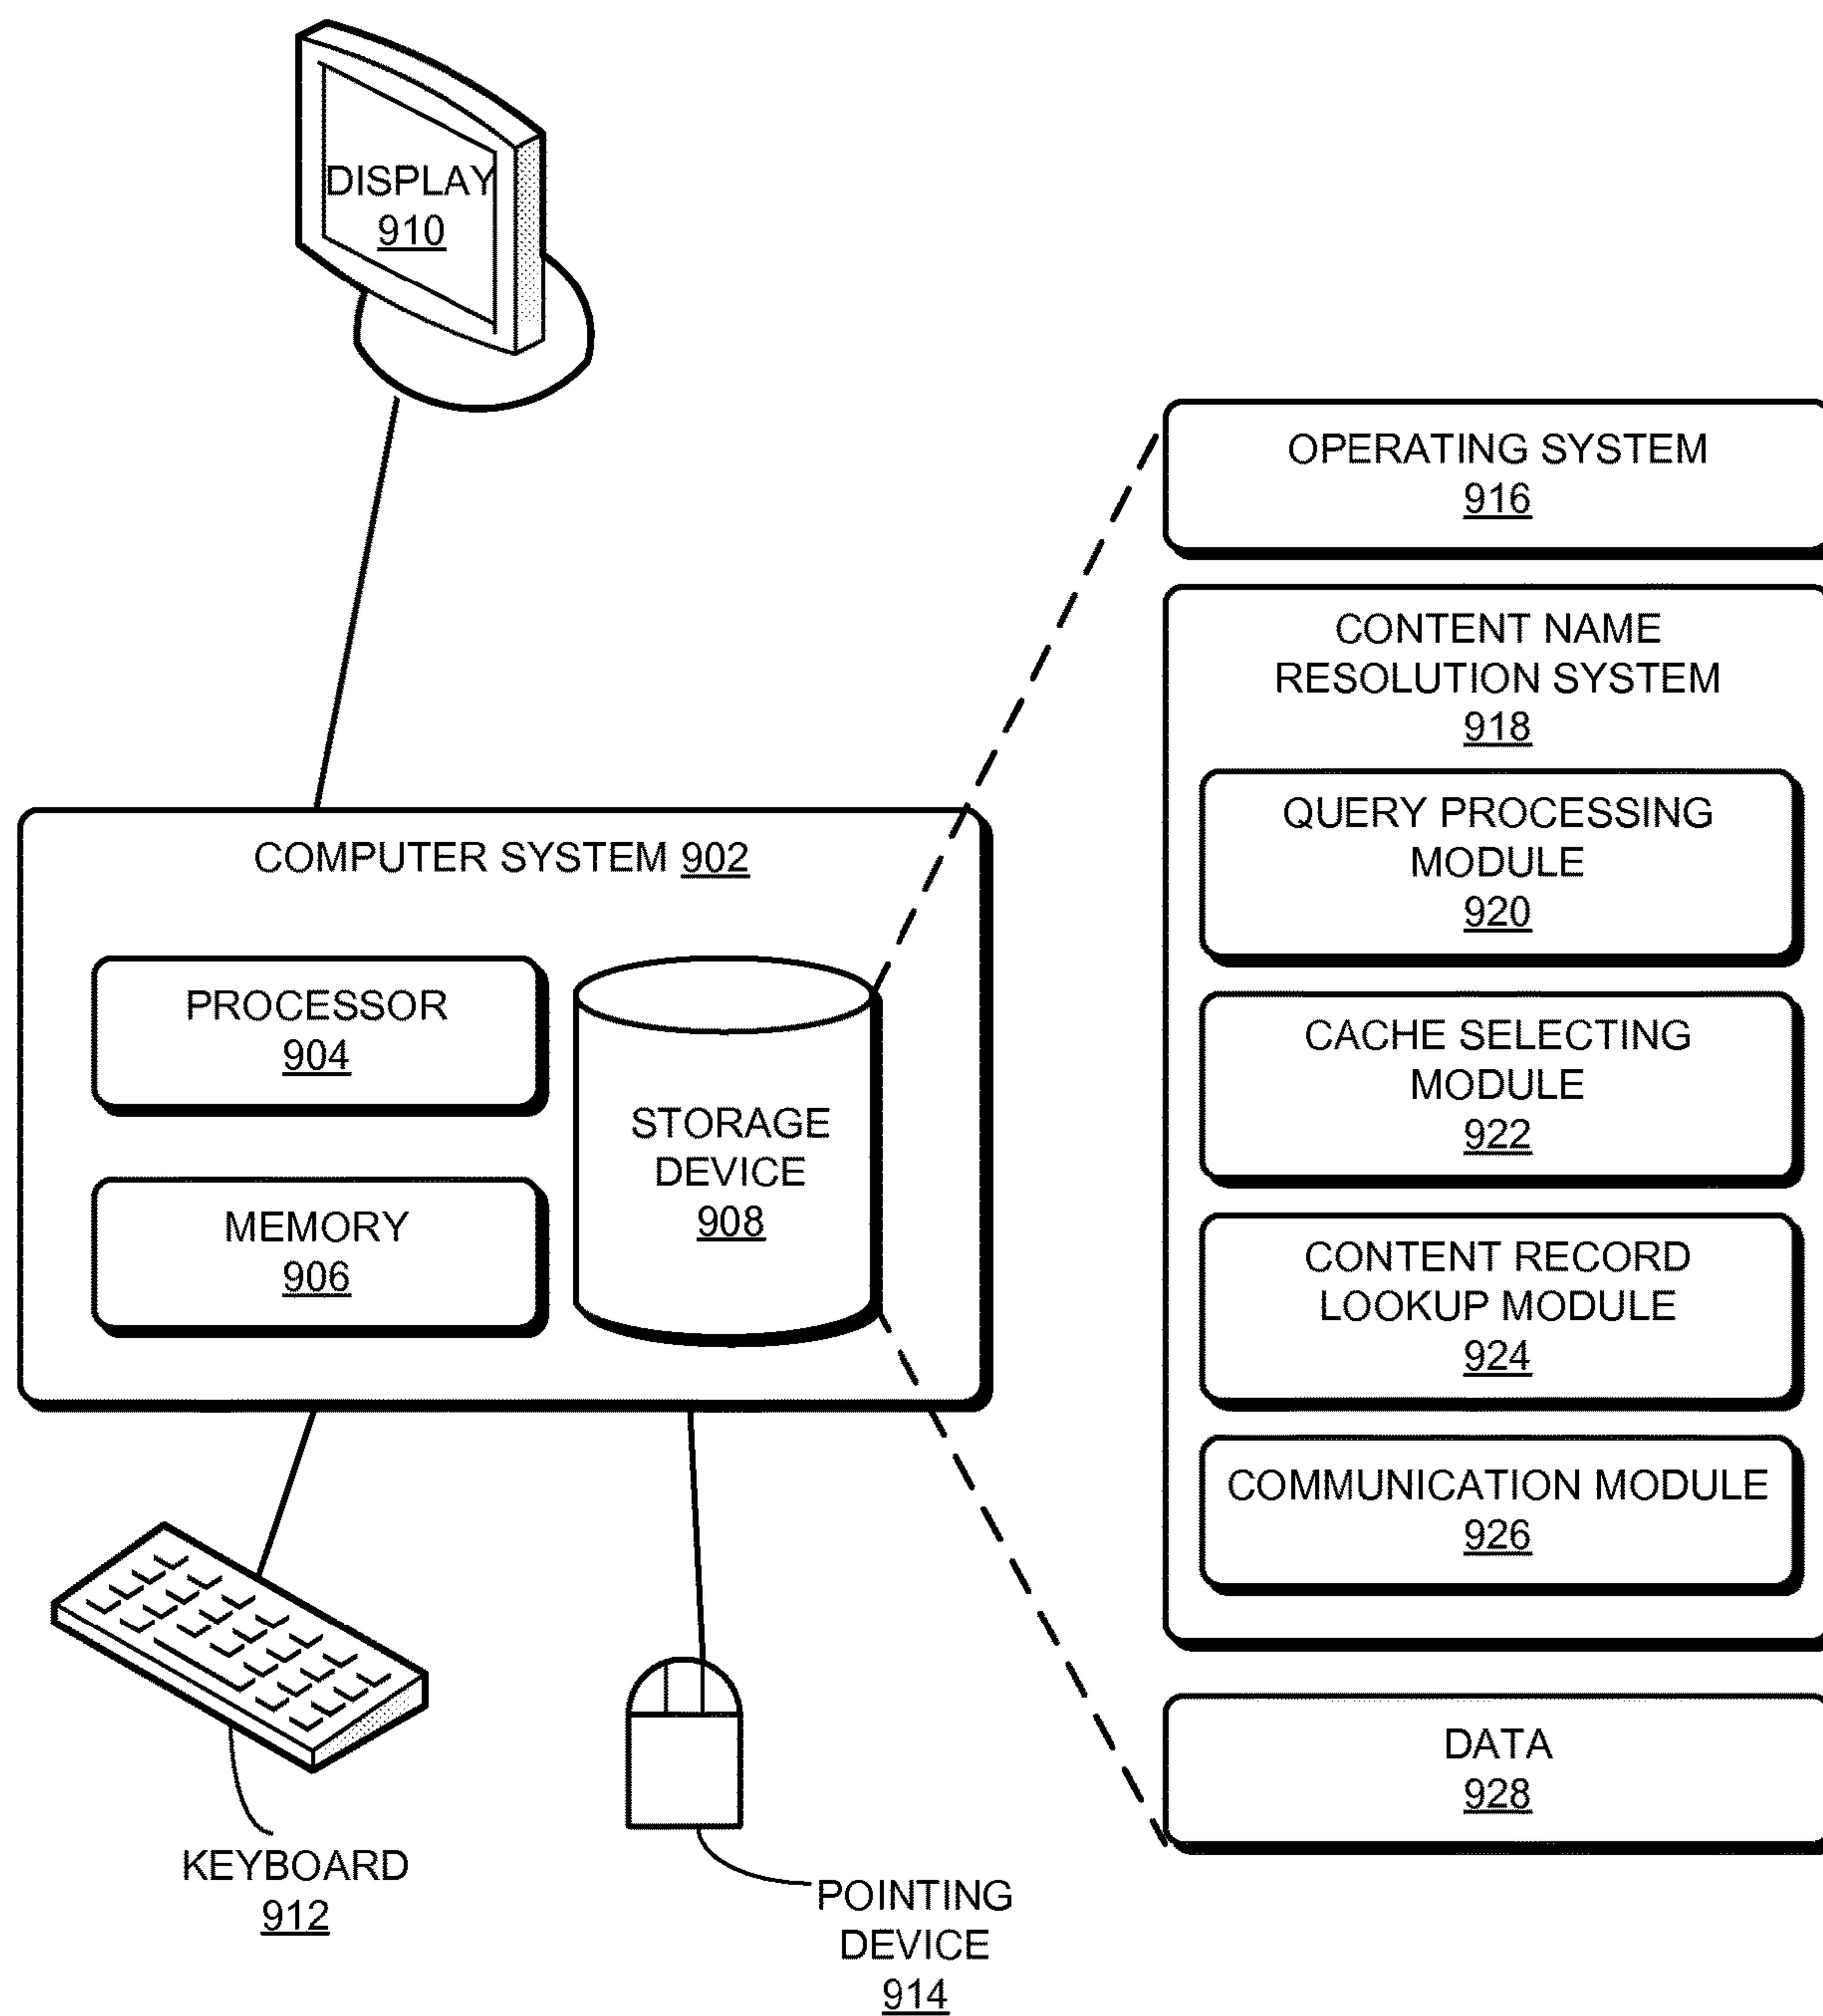 DISPLAY
910
COMPUTER SYSTEM 902
PROCESSOR
904
MEMORY
906
STORAGE
DEVICE
908
KEYBOARD
912
POINTING
DEVICE
914
OPERATING SYSTEM
916
CONTENT NAME
RESOLUTION SYSTEM
918
QUERY PROCESSING
MODULE
920
CACHE SELECTING
MODULE
922
CONTENT RECORD
LOOKUP MODULE
924
COMMUNICATION MODULE
926
DATA
928